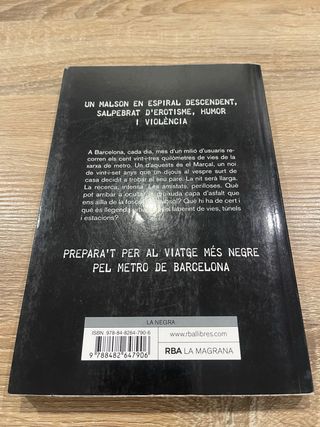 UN MALSON EN ESPIRAL DESCENDENT,
SALPEBRAT D'EROTISME, HUMOR
I VIOLÈNCIA
A Barcelona, cada dia, més d'un milió d'usuaris re-
corren els cent vint-i-tres quilòmetres de vies de la
xarxa de metro. Un d'aquests és el Marçal, un noi
de vint-i-set anys que un dijous al vespre surt de
casa decidit a trobar el seu pare. La nit serà llarga.
La recerca, intensa. Les amistats, perilloses. Què
pot arribar a ocultar la gruixuda capa d'asfalt que
ens aïlla de la foscor del subsòl? Què hi ha de cert i
què és llegenda urbana en el laberint de vies, túnels
i estacions?
PREPARA'T PER AL VIATGE MÉS NEGRE
PEL METRO DE BARCELONA
LA NEGRA
ISBN 978-84-8264-790-6
9 788482 647906
www.rballibres.com
RBA LA MAGRANA